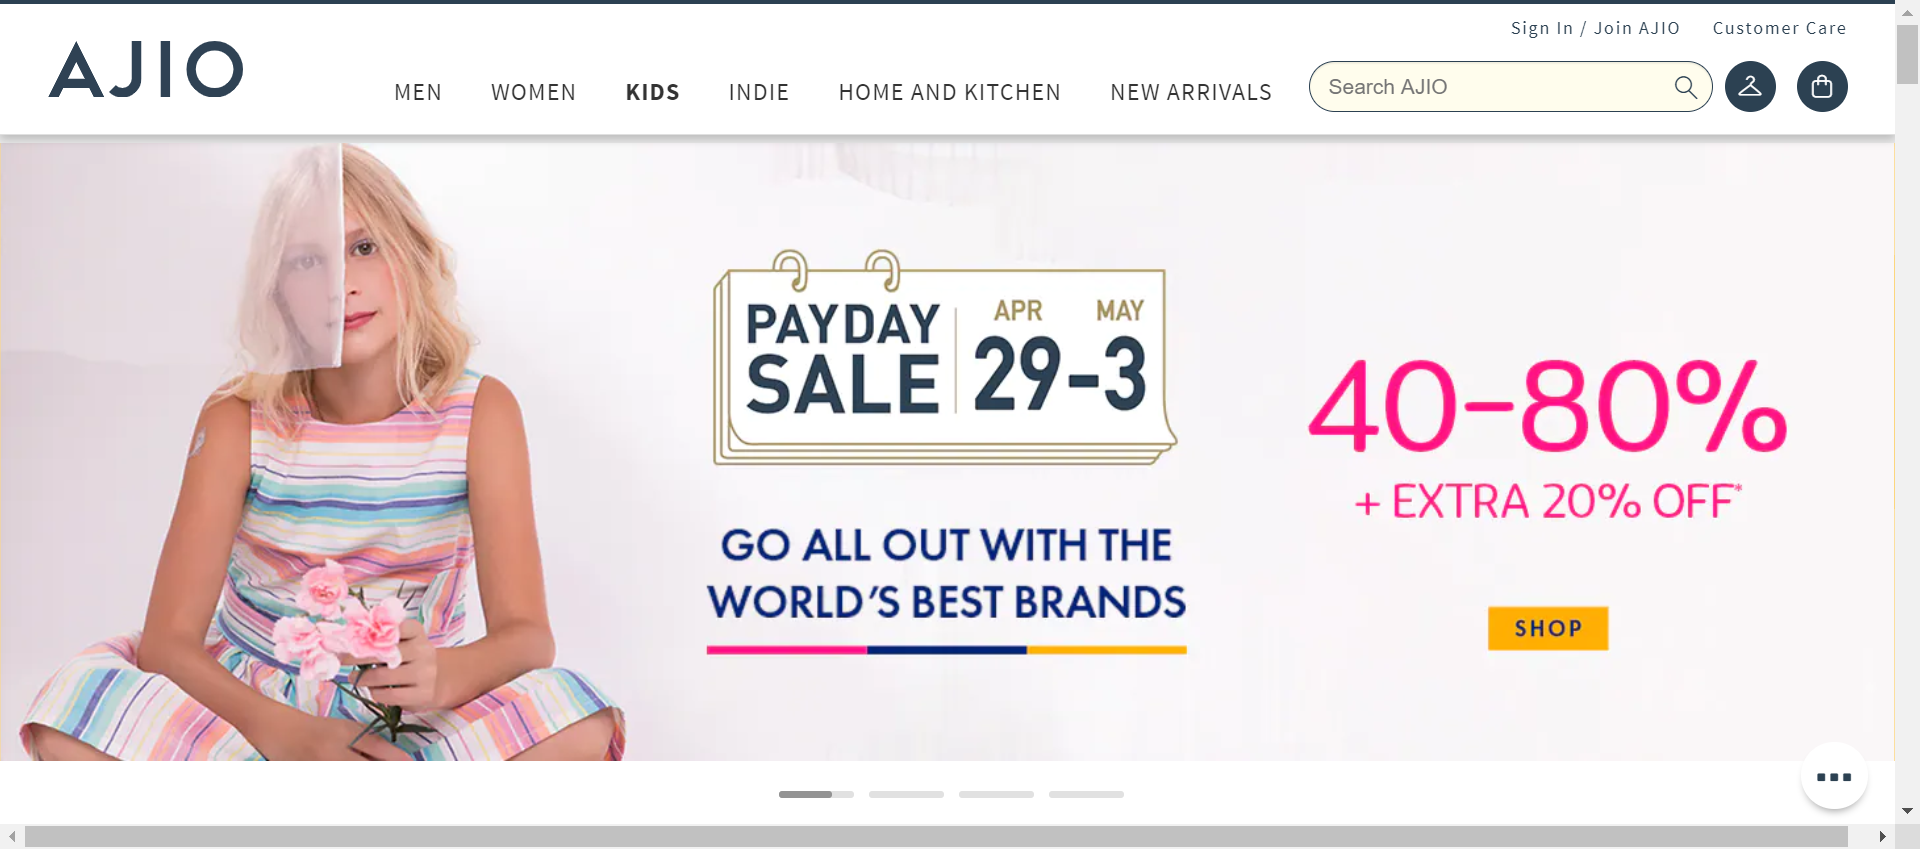 Sign In / Join AJIO
Customer Care
AJIO
MEN
WOMEN
KIDS
INDIE
HOME AND KITCHEN
NEW ARRIVALS
Search AJIO
PAYDAY
SALE
APR MAY
29-3
GO ALL OUT WITH THE
WORLD'S BEST BRANDS
40-80%
+ EXTRA 20% OFF*
SHOP